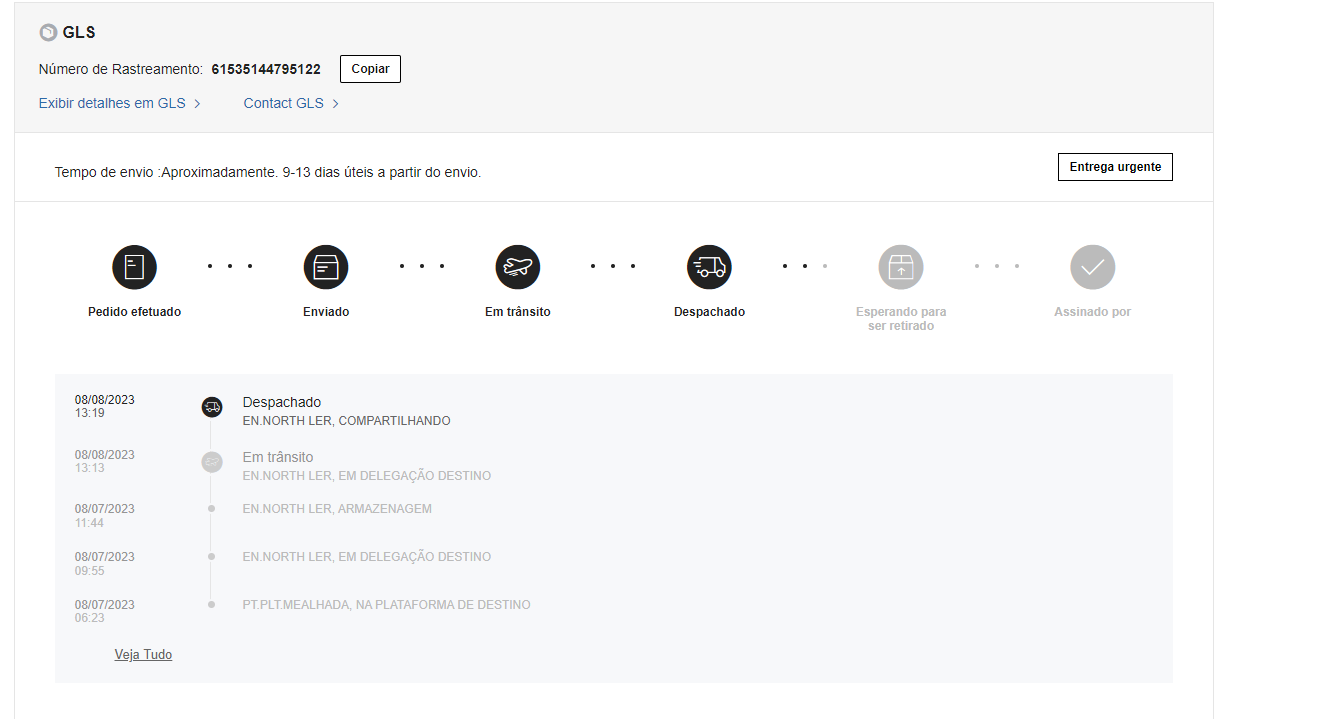 GLS
Número de Rastreamento: 61535144795122 Copiar
Exibir detalhes em GLS > Contact GLS >
Tempo de envio :Aproximadamente. 9-13 dias úteis a partir do envio.
Entrega urgente
Pedido efetuado
Enviado
Em trânsito
Despachado
Esperando para
ser retirado
Assinado por
08/08/2023
13:19
Despachado
EN.NORTH LER, COMPARTILHANDO
08/08/2023
13:13
Em trânsito
EN.NORTH LER, EM DELEGAÇÃO DESTINO
08/07/2023
11:44
EN.NORTH LER, ARMAZENAGEM
08/07/2023
09:55
EN.NORTH LER, EM DELEGAÇÃO DESTINO
08/07/2023
06:23
PT.PLT.MEALHADA, NA PLATAFORMA DE DESTINO
Veja Tudo